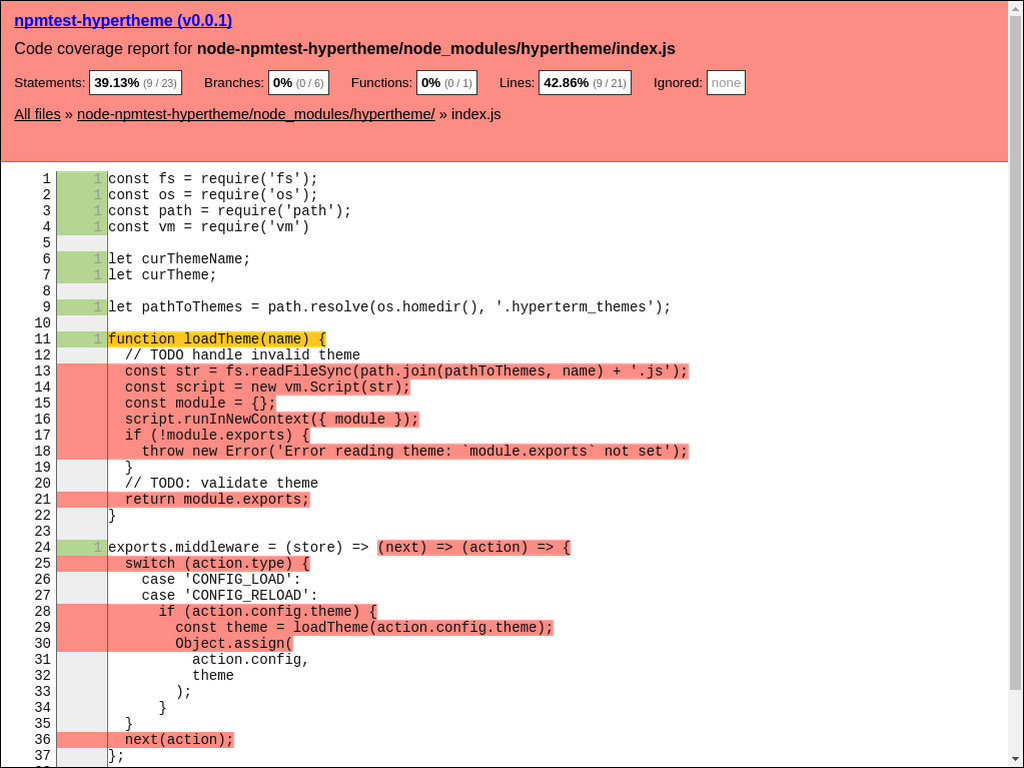 npmtest-hypertheme (v0.0.1)
Code coverage report for node-npmtest-hypertheme/node_modules/hypertheme/index.js
Statements: 39.13% (9 / 23) Branches: 0% (0 / 6) Functions: 0% (0 / 1) Lines: 42.86% (9 / 21) Ignored: none
All files » node-npmtest-hypertheme/node_modules/hypertheme/ » index.js
1 1 const fs = require('fs');
2 1 const os = require('os');
3 1 const path = require('path');
4 1 const vm = require('vm')
5
6 1 let curThemeName;
7 1 let curTheme;
8
9 1 let pathToThemes = path.resolve(os.homedir(), '.hyperterm_themes');
10
11 1 function loadTheme(name) {
12   // TODO handle invalid theme
13   const str = fs.readFileSync(path.join(pathToThemes, name) + '.js');
14   const script = new vm.Script(str);
15   const module = {};
16   script.runInNewContext({ module });
17   if (!module.exports) {
18     throw new Error('Error reading theme: `module.exports` not set');
19   }
20   // TODO: validate theme
21   return module.exports;
22 }
23
24 1 exports.middleware = (store) => (next) => (action) => {
25   switch (action.type) {
26     case 'CONFIG_LOAD':
27     case 'CONFIG_RELOAD':
28       if (action.config.theme) {
29         const theme = loadTheme(action.config.theme);
30         Object.assign(
31           action.config,
32           theme
33         );
34       }
35   }
36   next(action);
37 };